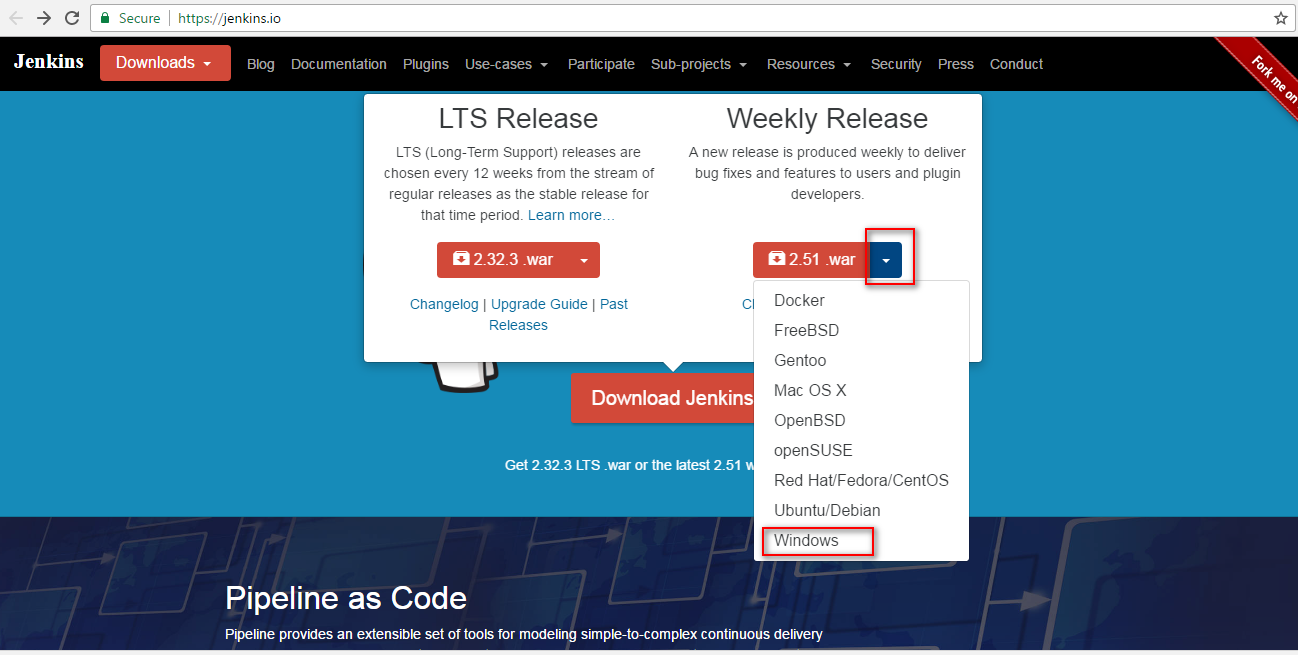 Secure https://jenkins.io
Jenkins Downloads Blog Documentation Plugins Use-cases Participate Sub-projects Resources Security Press Conduct
Fork me on
LTS Release
LTS (Long-Term Support) releases are
chosen every 12 weeks from the stream of
regular releases as the stable release for
that time period. Learn more…
2.32.3 .war
Changelog | Upgrade Guide | Past
Releases
Weekly Release
A new release is produced weekly to deliver
bug fixes and features to users and plugin
developers.
2.51 .war
Docker
FreeBSD
Gentoo
Mac OS X
OpenBSD
openSUSE
Red Hat/Fedora/CentOS
Ubuntu/Debian
Windows
Download Jenkins
Get 2.32.3 LTS .war or the latest 2.51
Pipeline as Code
Pipeline provides an extensible set of tools for modeling simple-to-complex continuous delivery